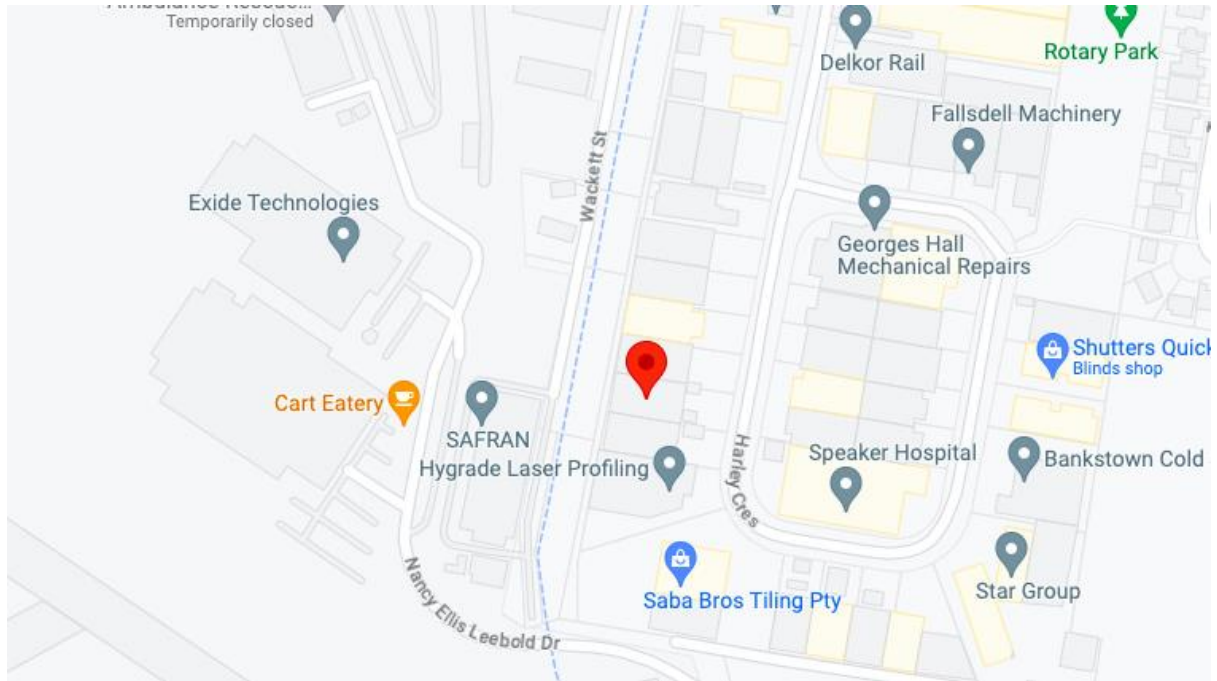 Temporarily closed
Rotary Park
Delkor Rail
Fallsdell Machinery
Wackett St
Exide Technologies
Georges Hall
Mechanical Repairs
Shutters Quick
Blinds shop
Cart Eatery
SAFRAN
Hygrade Laser Profiling
Harley Cres
Speaker Hospital
Bankstown Cold
Nancy Ellis Leebold Dr
Saba Bros Tiling Pty
Star Group